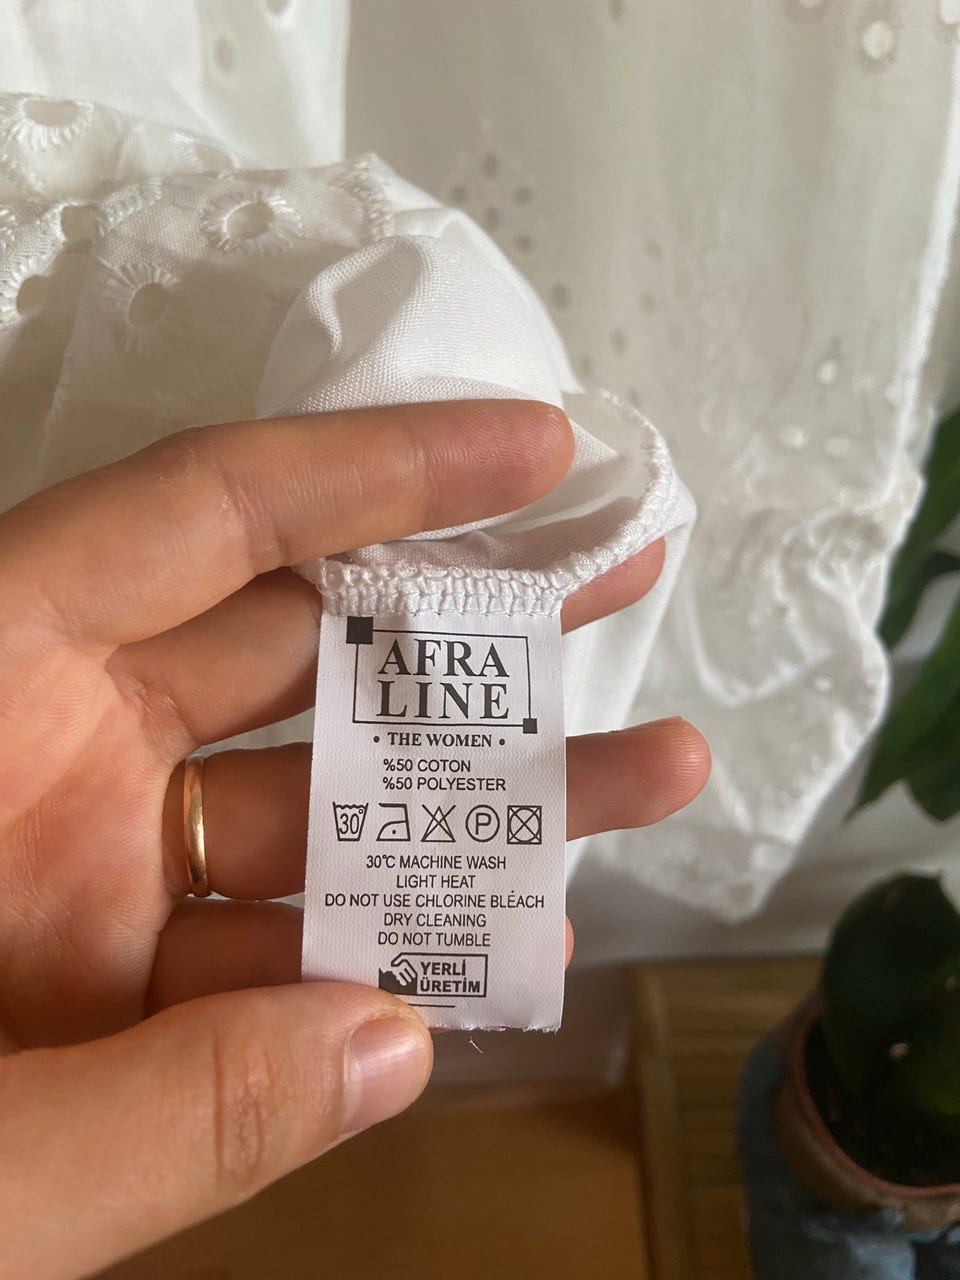 AFRA
LINE
• THE WOMEN •
%50 COTON
%50 POLYESTER
30° P
30°C MACHINE WASH
LIGHT HEAT
DO NOT USE CHLORINE BLEACH
DRY CLEANING
DO NOT TUMBLE
YERLİ
ÜRETİM